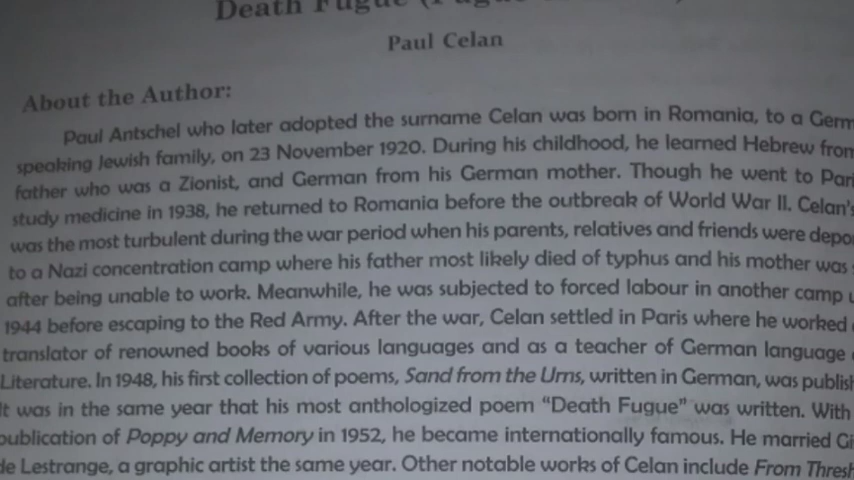 Death Fugue
Paul Celan
About the Author:
Paul Antschel who later adopted the surname Celan was born in Romania, to a Germ
speaking Jewish family, on 23 November 1920. During his childhood, he learned Hebrew from
father who was a Zionist, and German from his German mother. Though he went to Pari
study medicine in 1938, he returned to Romania before the outbreak of World War II. Celan's
was the most turbulent during the war period when his parents, relatives and friends were depo
to a Nazi concentration camp where his father most likely died of typhus and his mother was
after being unable to work. Meanwhile, he was subjected to forced labour in another camp u
1944 before escaping to the Red Army. After the war, Celan settled in Paris where he worked
translator of renowned books of various languages and as a teacher of German language
Literature. In 1948, his first collection of poems, Sand from the Urns, written in German, was publish
It was in the same year that his most anthologized poem “Death Fugue” was written. With
publication of Poppy and Memory in 1952, he became internationally famous. He married Gi
de Lestrange, a graphic artist the same year. Other notable works of Celan include From Thresh